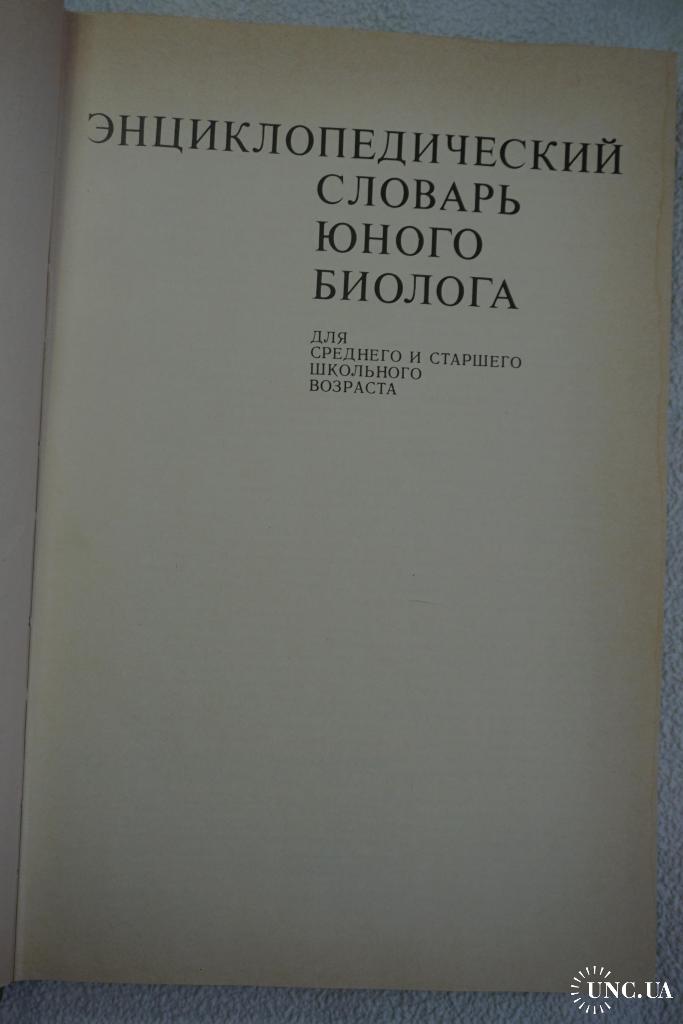 ЭНЦИКЛОПЕДИЧЕСКИЙ
СЛОВАРЬ
ЮНОГО
БИОЛОГА
ДЛЯ
СРЕДНЕГО И СТАРШЕГО
ШКОЛЬНОГО
ВОЗРАСТА
UNC.UA